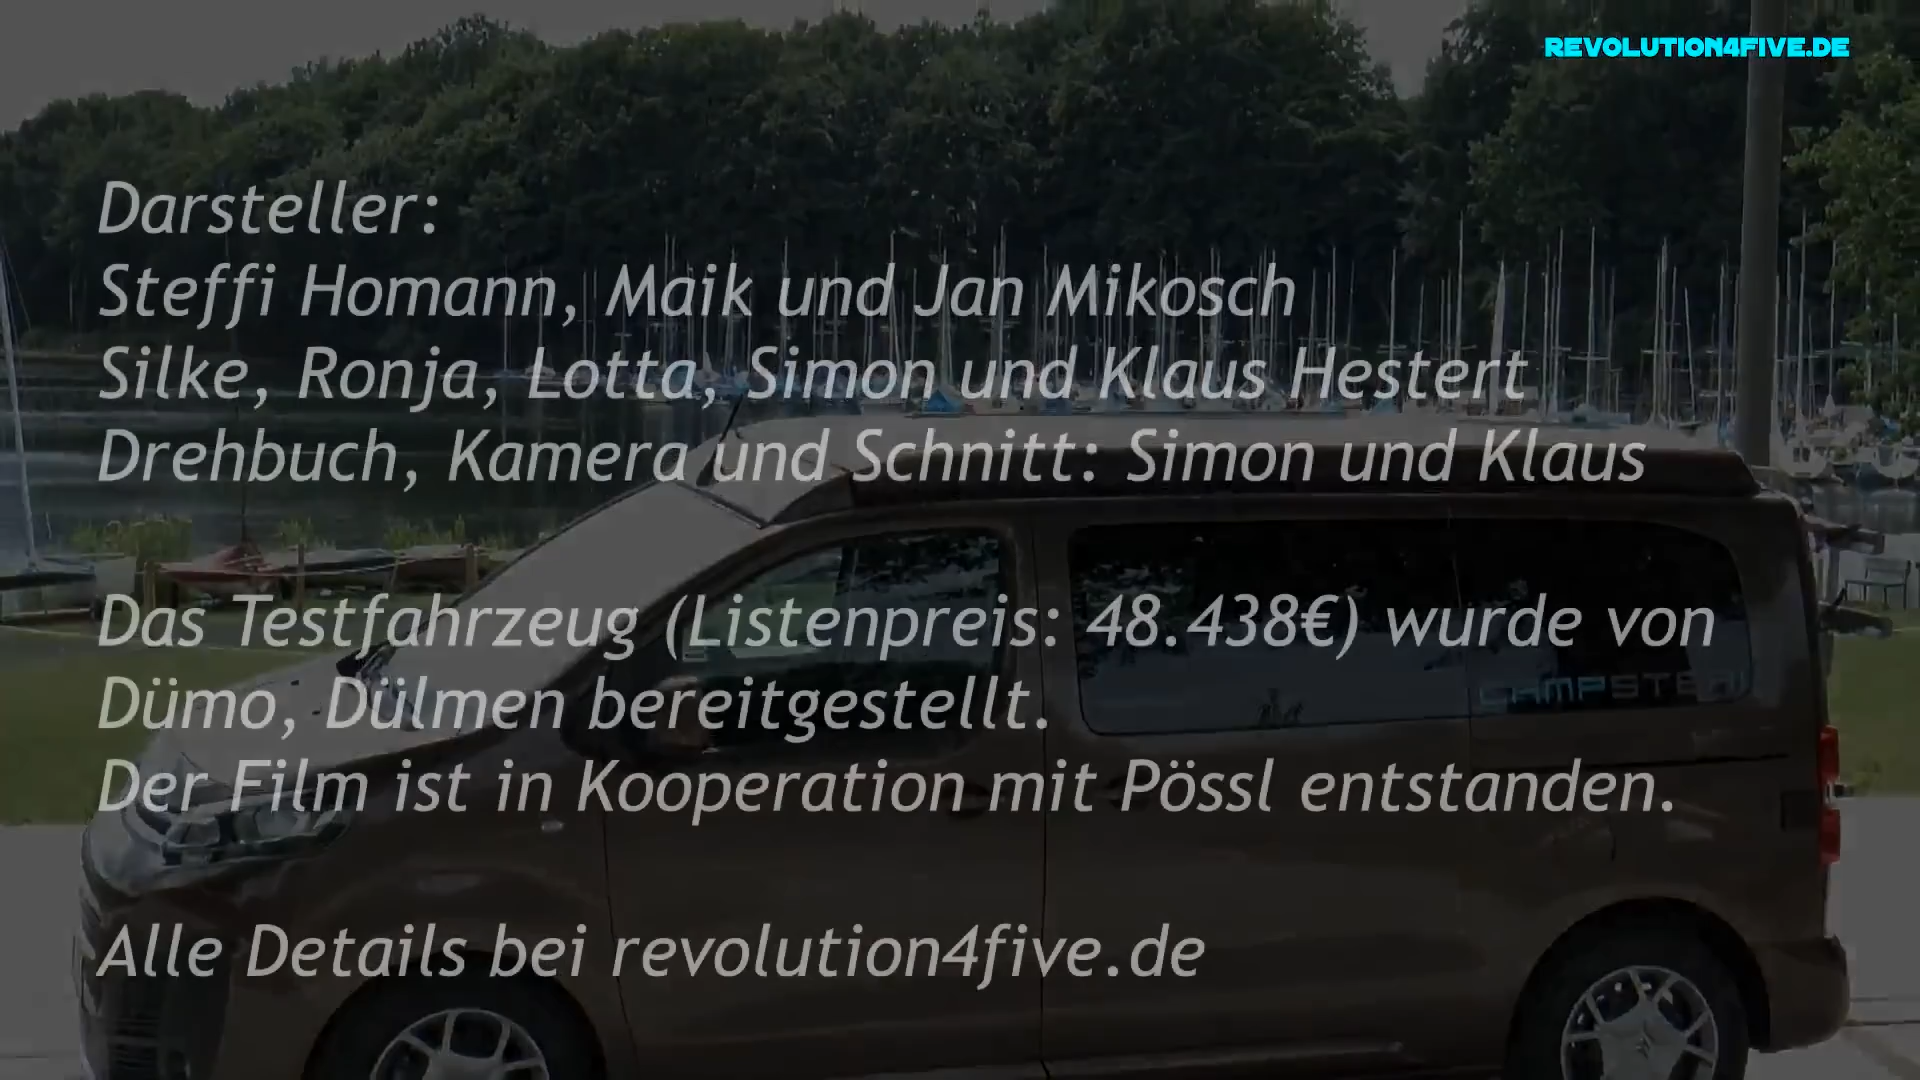 REVOLUTION4FIVE.DE
Darsteller:
Steffi Homann, Maik und Jan Mikosch
Silke, Ronja, Lotta, Simon und Klaus Hestert
Drehbuch, Kamera und Schnitt: Simon und Klaus
Das Testfahrzeug (Listenpreis: 48.438€) wurde von
Dümo, Dülmen bereitgestellt.
CAMPSTER
Der Film ist in Kooperation mit Pössl entstanden.
Alle Details bei revolution4five.de